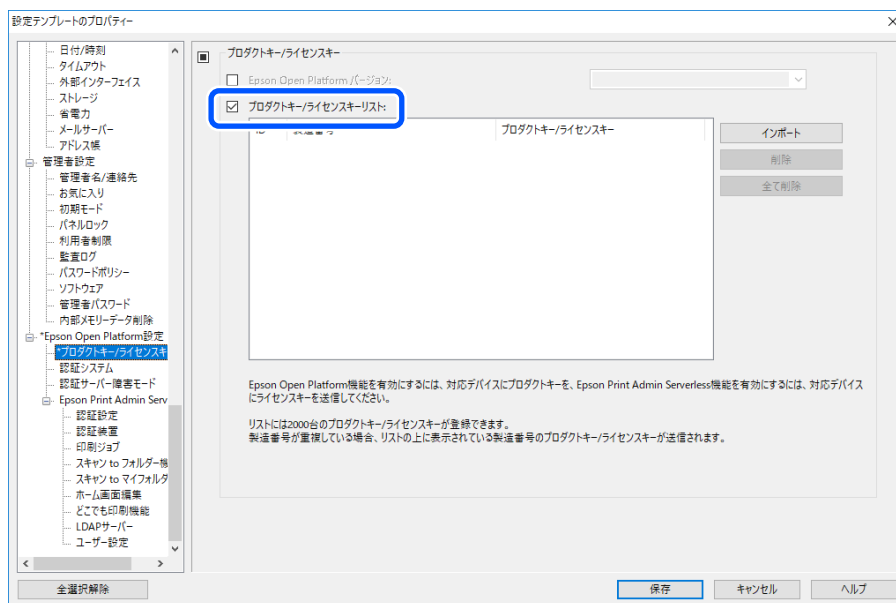 設定テンプレートのプロパティー
日付/時刻
タイムアウト
外部インターフェイス
ストレージ
省電力
メールサーバー
アドレス帳
管理者設定
管理者名/連絡先
お気に入り
初期モード
パネルロック
利用者制限
監査ログ
パスワードポリシー
ソフトウェア
管理者パスワード
内部メモリーデータ削除
*Epson Open Platform設定
*プロダクトキー/ライセンスキ
認証システム
認証サーバー障害モード
Epson Print Admin Serv
認証設定
認証装置
印刷ジョブ
スキャン to フォルダー機
スキャン to マイフォルダ
ホーム画面編集
どこでも印刷機能
LDAPサーバー
ユーザー設定
プロダクトキー/ライセンスキー
Epson Open Platform バージョン:
プロダクトキー/ライセンスキーリスト:
ID 製造番号 プロダクトキー/ライセンスキー
インポート
削除
全て削除
Epson Open Platform機能を有効にするには、対応デバイスにプロダクトキーを、Epson Print Admin Serverless機能を有効にするには、対応デバイス
にライセンスキーを送信してください。
リストには2000台のプロダクトキー/ライセンスキーが登録できます。
製造番号が重複している場合、リストの上に表示されている製造番号のプロダクトキー/ライセンスキーが送信されます。
全選択解除
保存
キャンセル
ヘルプ